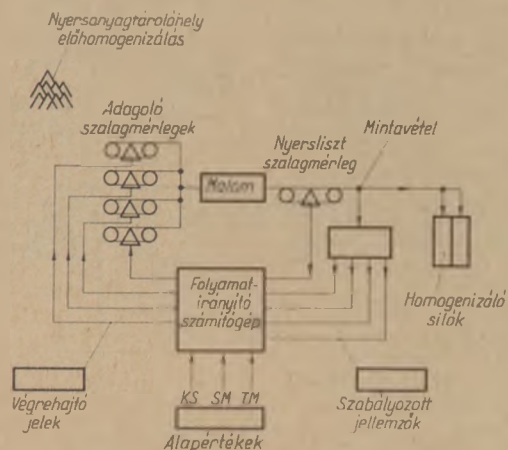 Nyersanyagtárolóhely
előhomogenizálás
Adagoló
szalagmérlegek
Nyersliszt
szalagmérleg
Mintavétel
Malom
Folyamat-
irányító
számítógép
Homogenizáló
silók
KS SM TM
Végrehajtó
jelek
Alapértékek
Szabályozott
jellemzők